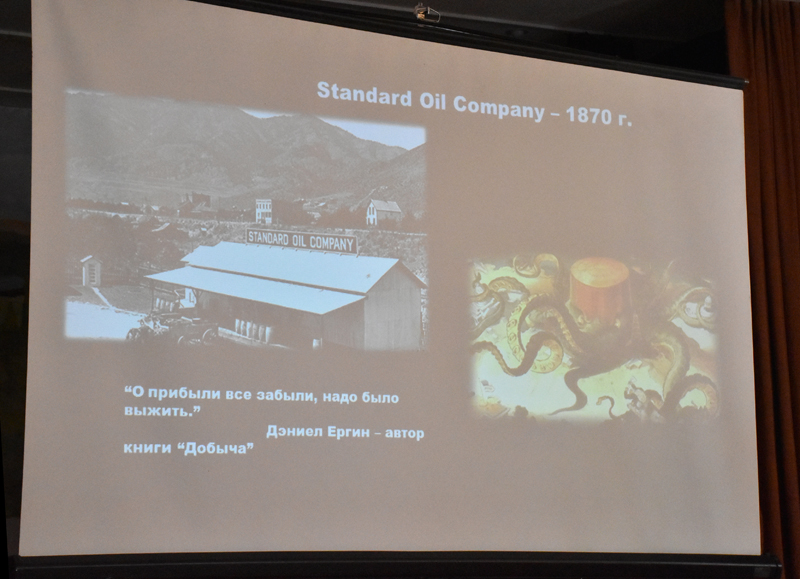 Standard Oil Company – 1870 г.
STANDARD OIL COMPANY
“О прибыли все забыли, надо было
выжить.”
Дэниел Ергин – автор
книги “Добыча”